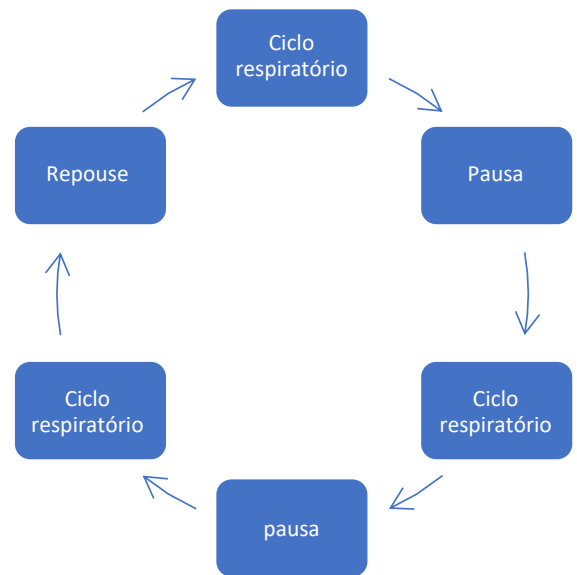 Ciclo
respiratório
Pausa
Ciclo
respiratório
pausa
Ciclo
respiratório
Repouse